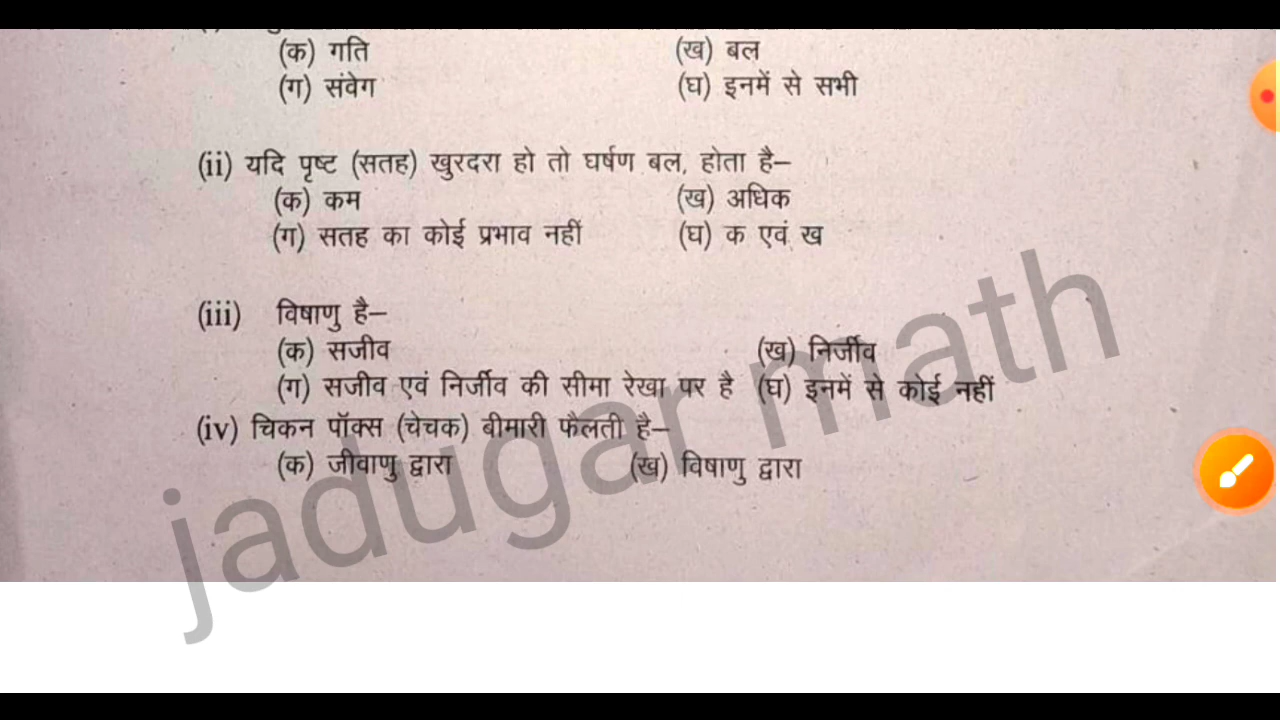 (क) गति (ख) बल
(ग) संवेग (घ) इनमें से सभी
(ii) यदि पृष्ट (सतह) खुरदरा हो तो घर्षण बल, होता है–
(क) कम (ख) अधिक
(ग) सतह का कोई प्रभाव नहीं (घ) क एवं ख
(iii) विषाणु है–
(क) सजीव (ख) निर्जीव
(ग) सजीव एवं निर्जीव की सीमा रेखा पर है (घ) इनमें से कोई नहीं
(iv) चिकन पॉक्स (चेचक) बीमारी फैलती है–
(क) जीवाणु द्वारा (ख) विषाणु द्वारा
jadugar math